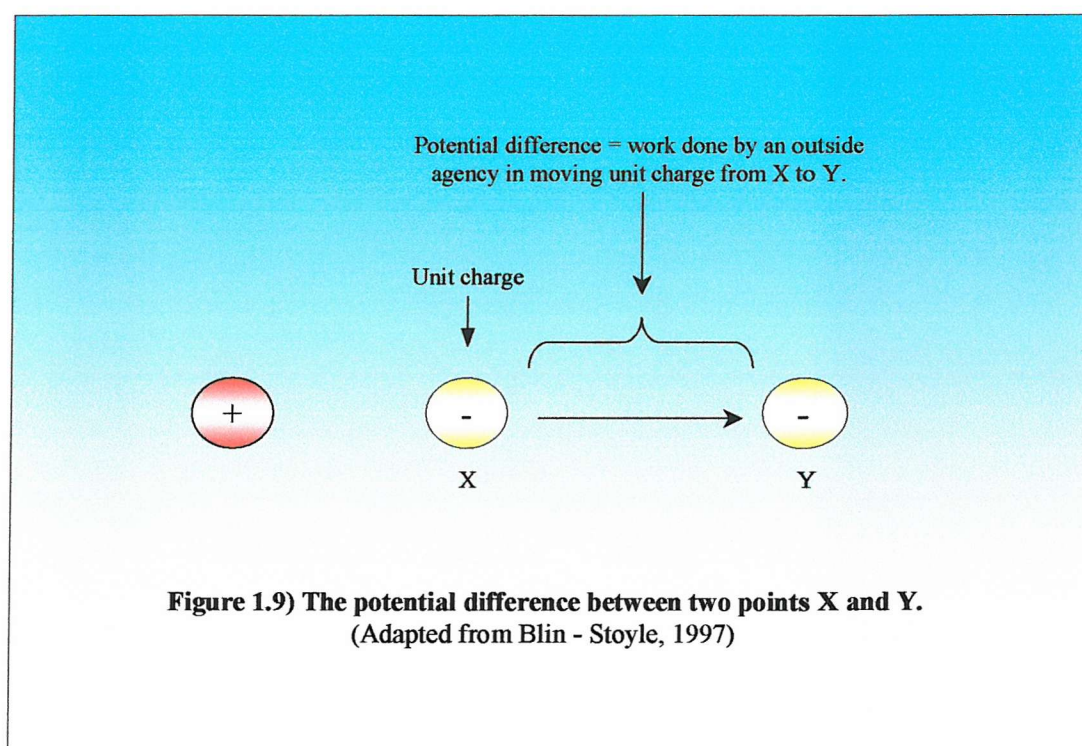 Potential difference = work done by an outside
agency in moving unit charge from X to Y.
Unit charge
+
-
-
X
Y
Figure 1.9) The potential difference between two points X and Y.
(Adapted from Blin - Stoyle, 1997)